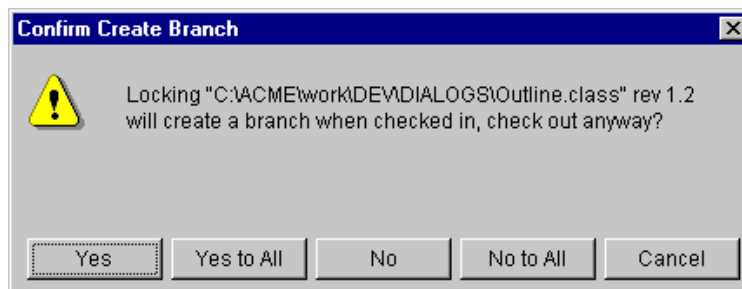 Confirm Create Branch
Locking "C:\ACME\work\DEV\DIALOGS\Outline.class" rev 1.2
will create a branch when checked in, check out anyway?
Yes
Yes to All
No
No to All
Cancel